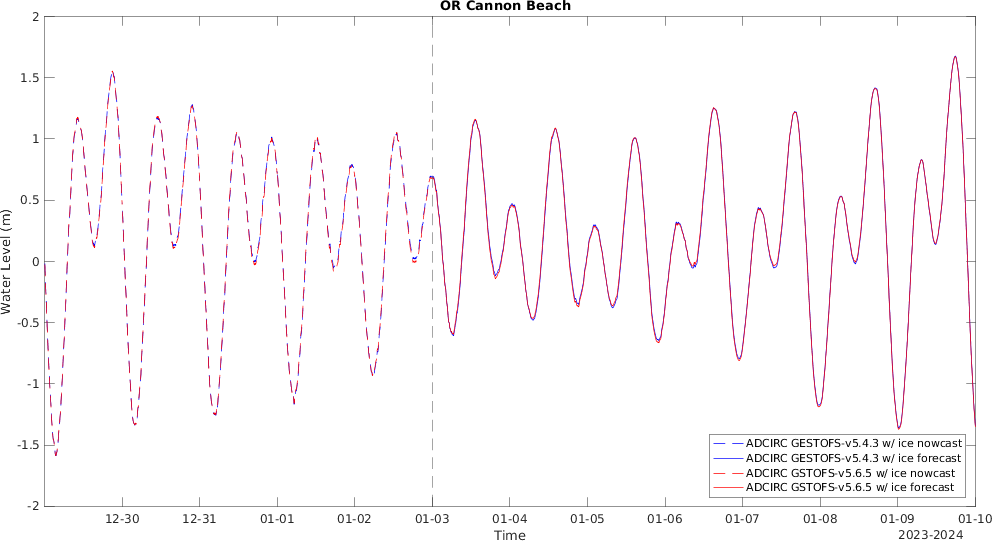 OR Cannon Beach
2
1.5
1
0.5
0
-0.5
-1
-1.5
-2
Water Level (m)
12-30 12-31 01-01 01-02 01-03 01-04 01-05 01-06 01-07 01-08 01-09 01-10
Time
2023-2024
ADCIRC GESTOFS-v5.4.3 w/ ice nowcast
ADCIRC GESTOFS-v5.4.3 w/ ice forecast
ADCIRC GSTOFS-v5.6.5 w/ ice nowcast
ADCIRC GSTOFS-v5.6.5 w/ ice forecast